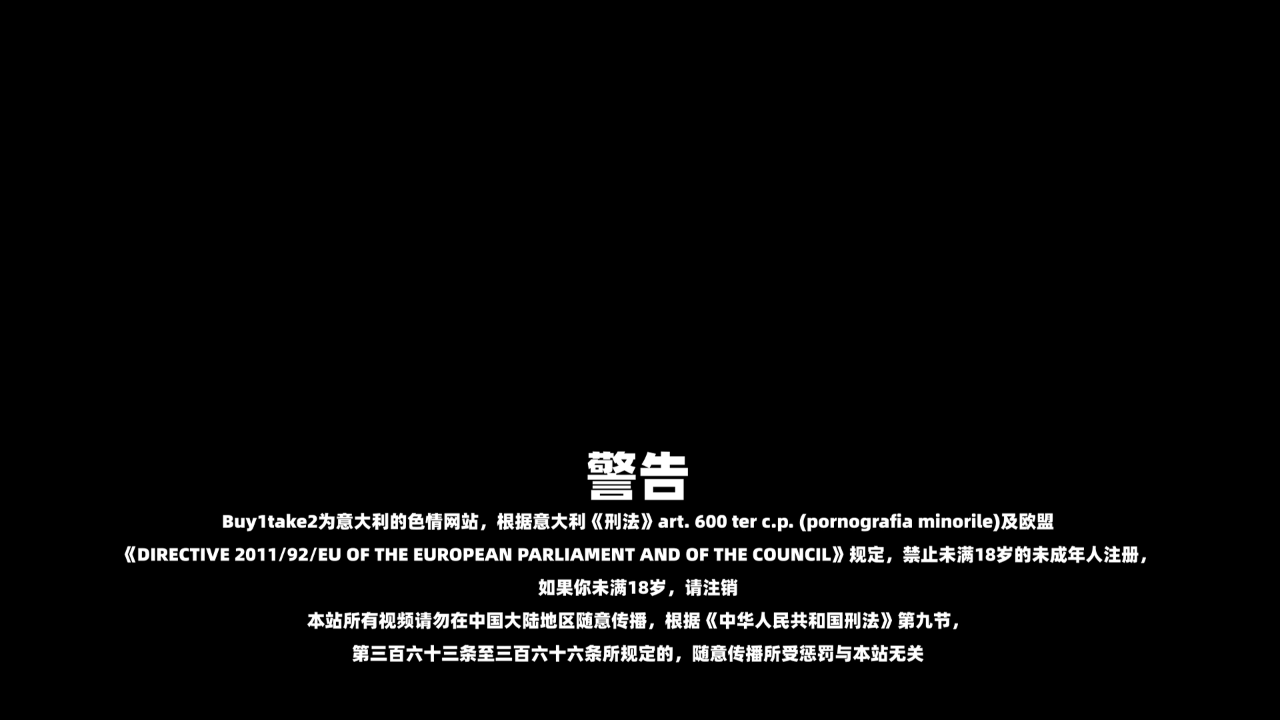 警告
Buy1take2为意大利的色情网站，根据意大利《刑法》art. 600 ter c.p. (pornografia minorile)及欧盟
《DIRECTIVE 2011/92/EU OF THE EUROPEAN PARLIAMENT AND OF THE COUNCIL》规定，禁止未满18岁的未成年人注册，
如果你未满18岁，请注销
本站所有视频请勿在中国大陆地区随意传播，根据《中华人民共和国刑法》第九节，
第三百六十三条至三百六十六条所规定的，随意传播所受惩罚与本站无关